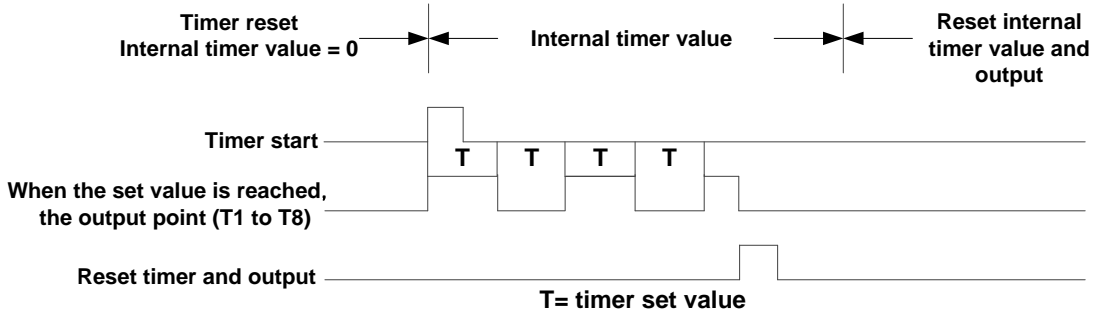 Timer reset
Internal timer value = 0
Internal timer value
Reset internal
timer value and
output
Timer start
T T T T
When the set value is reached,
the output point (T1 to T8)
Reset timer and output
T= timer set value